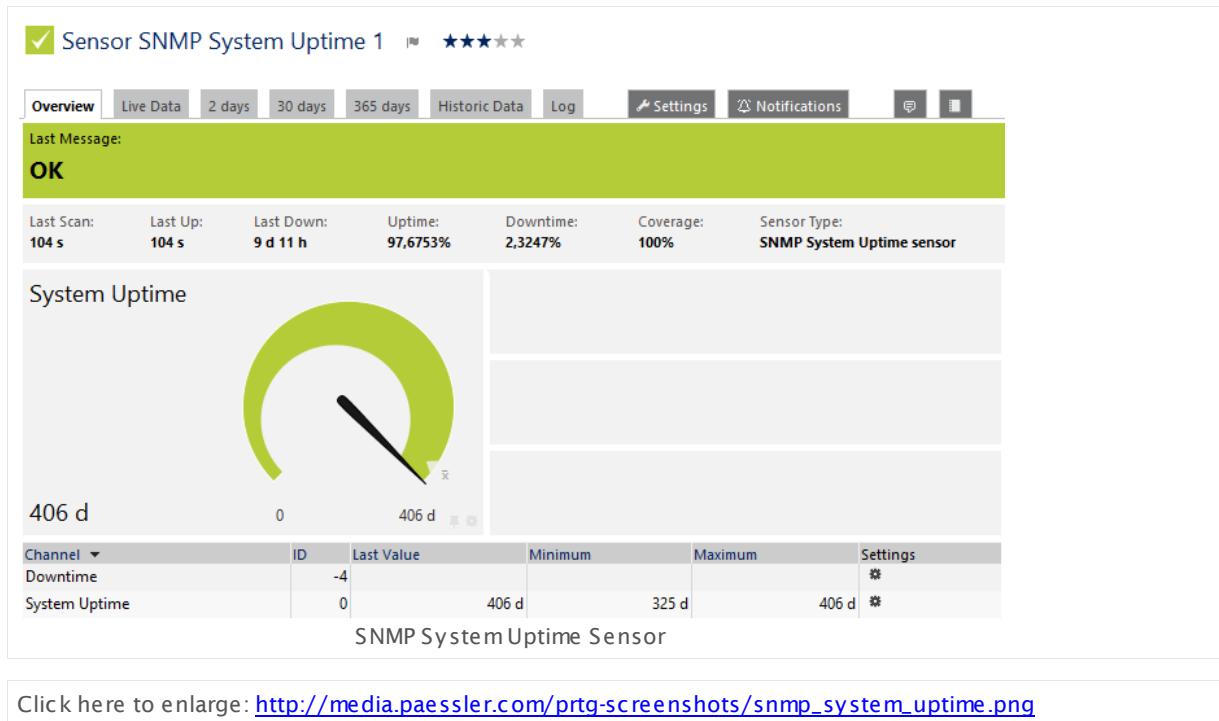 Sensor SNMP System Uptime 1
Overview Live Data 2 days 30 days 365 days Historic Data Log Settings Notifications
Last Message:
OK
Last Scan: Last Up: Last Down: Uptime: Downtime: Coverage: Sensor Type:
104 s 104 s 9 d 11 h 97,6753% 2,3247% 100% SNMP System Uptime sensor
System Uptime
x̄
406 d 0 406 d
Channel ID Last Value Minimum Maximum Settings
Downtime -4
System Uptime 0 406 d 325 d 406 d
SNMP System Uptime Sensor
Click here to enlarge: http://media.paessler.com/prtg-screenshots/snmp_system_uptime.png